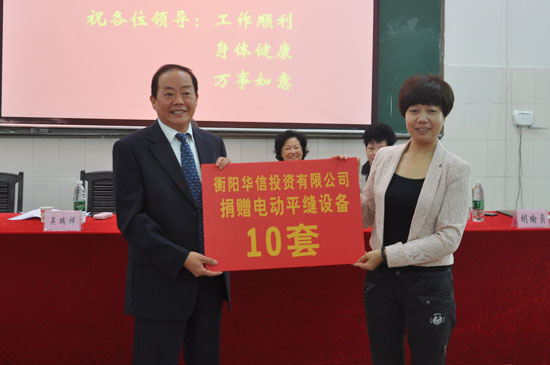 祝各位领导：工作顺利
身体健康
万事如意
衡阳华信投资有限公司
捐赠电动平缝设备
10套